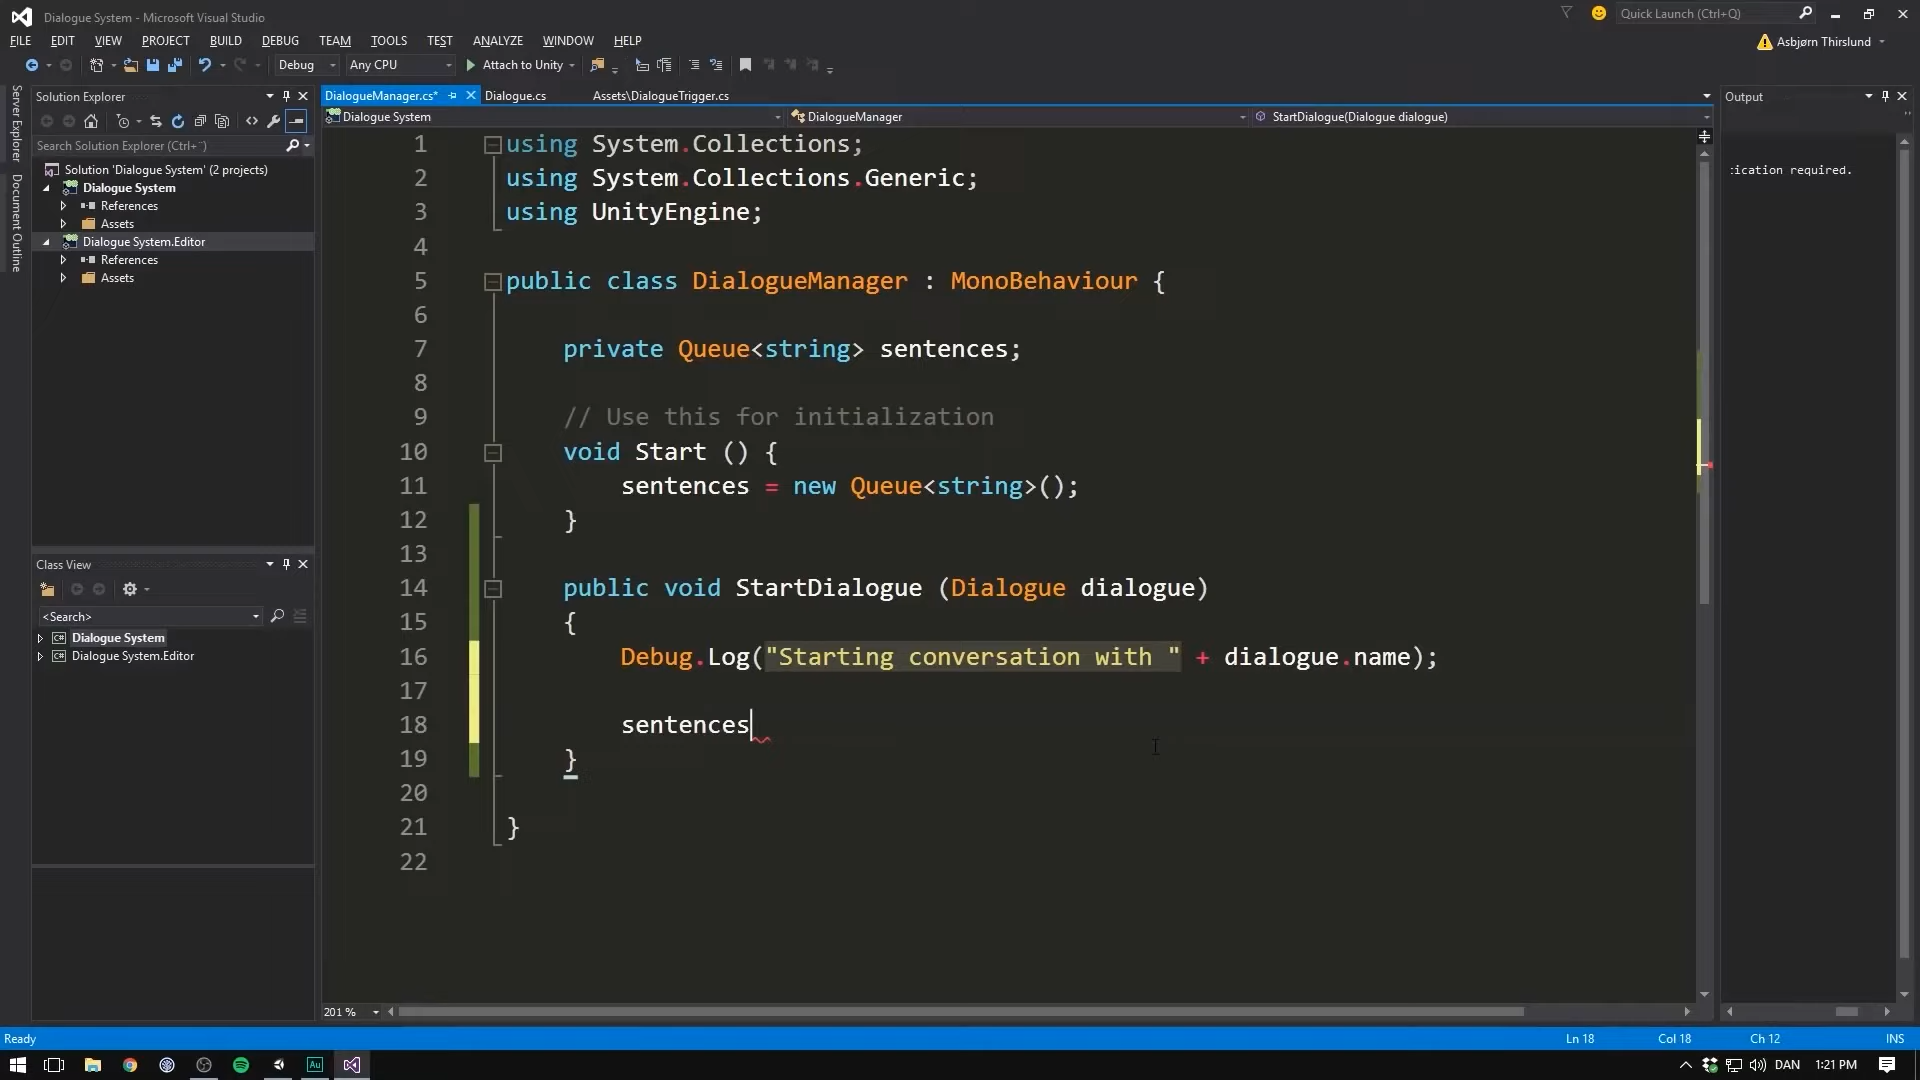 Dialogue System - Microsoft Visual Studio
Quick Launch (Ctrl+Q)
FILE EDIT VIEW PROJECT BUILD DEBUG TEAM TOOLS TEST ANALYZE WINDOW HELP
Asbjørn Thirslund
Debug Any CPU Attach to Unity
Server Explorer
Document Outline
Solution Explorer
Search Solution Explorer (Ctrl+¨)
Solution 'Dialogue System' (2 projects)
Dialogue System
References
Assets
Dialogue System.Editor
References
Assets
Class View
<Search>
Dialogue System
Dialogue System.Editor
DialogueManager.cs* Dialogue.cs Assets\DialogueTrigger.cs
Dialogue System DialogueManager StartDialogue(Dialogue dialogue)
1 using System.Collections;
2 using System.Collections.Generic;
3 using UnityEngine;
4
5 public class DialogueManager : MonoBehaviour {
6
7 private Queue<string> sentences;
8
9 // Use this for initialization
10 void Start () {
11 sentences = new Queue<string>();
12 }
13
14 public void StartDialogue (Dialogue dialogue)
15 {
16 Debug.Log("Starting conversation with " + dialogue.name);
17
18 sentences
19 }
20
21 }
22
201 %
Output
ication required.
Ready Ln 18 Col 18 Ch 12 INS
Au DAN 1:21 PM